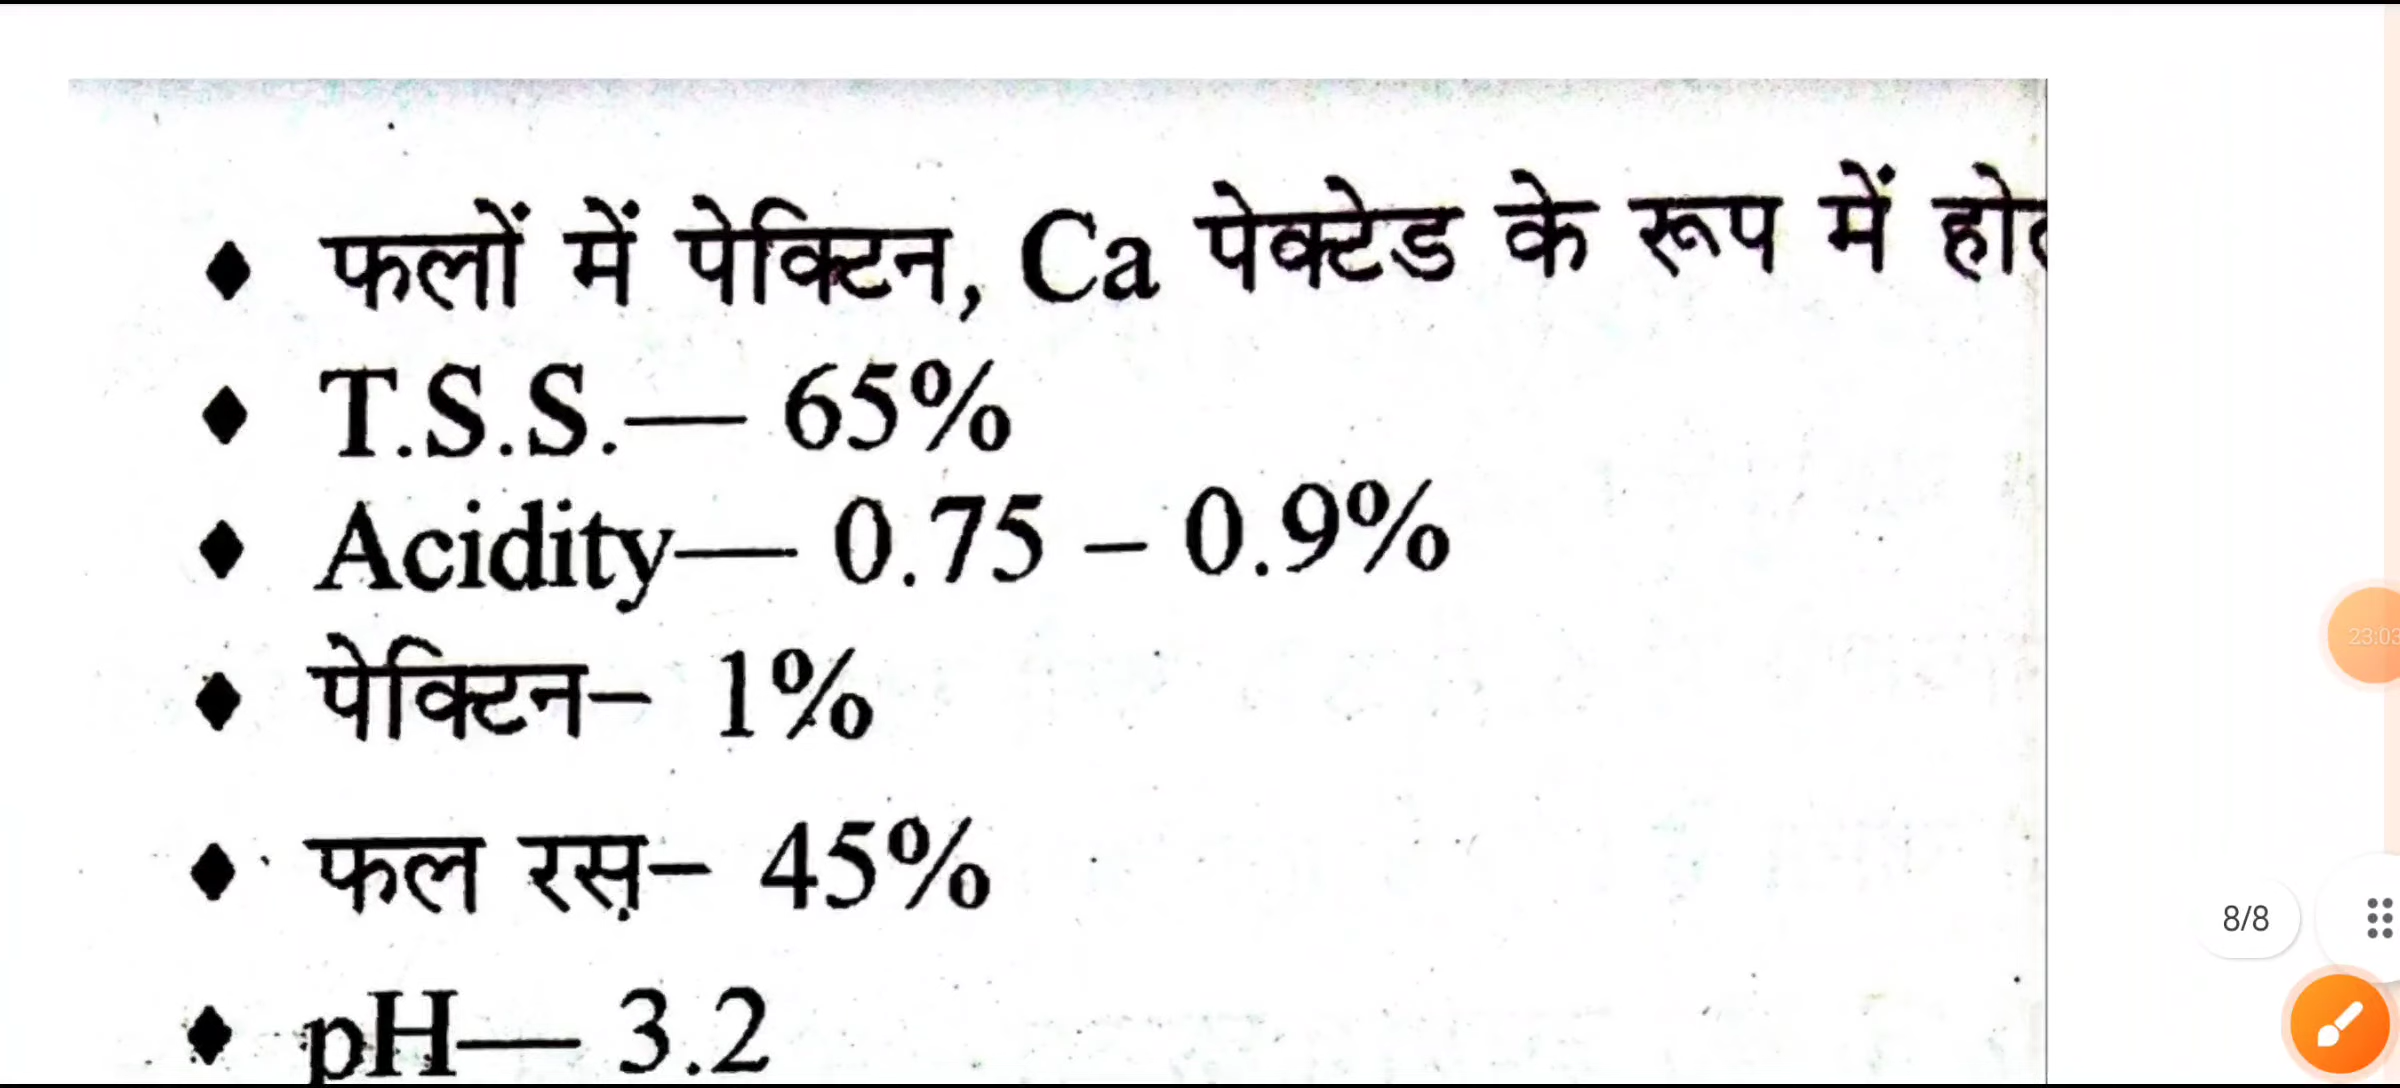 ♦ फलों में पेक्टिन, Ca पेक्टेड के रूप में
♦ T.S.S.— 65%
♦ Acidity— 0.75 – 0.9%
♦ पेक्टिन– 1%
♦ फल रस– 45%
♦ pH— 3.2
8/8